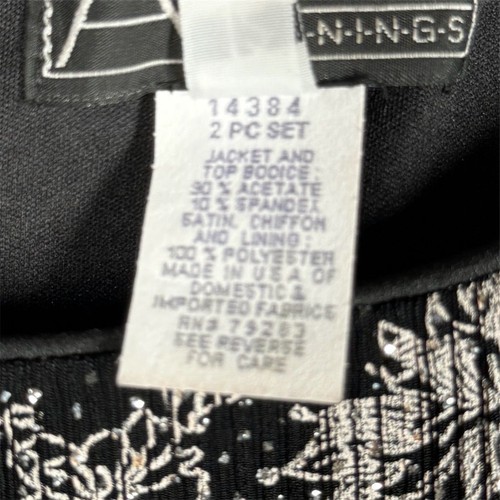 -N-I-N-G-S
14384
2 PC SET
JACKET AND
TOP BODICE:
90% ACETATE
10% SPANDEX
SATIN, CHIFFON
AND LINING:
100% POLYESTER
MADE IN U.S.A OF
DOMESTIC &
IMPORTED FABRICS
RN# 79263
SEE REVERSE
FOR CARE